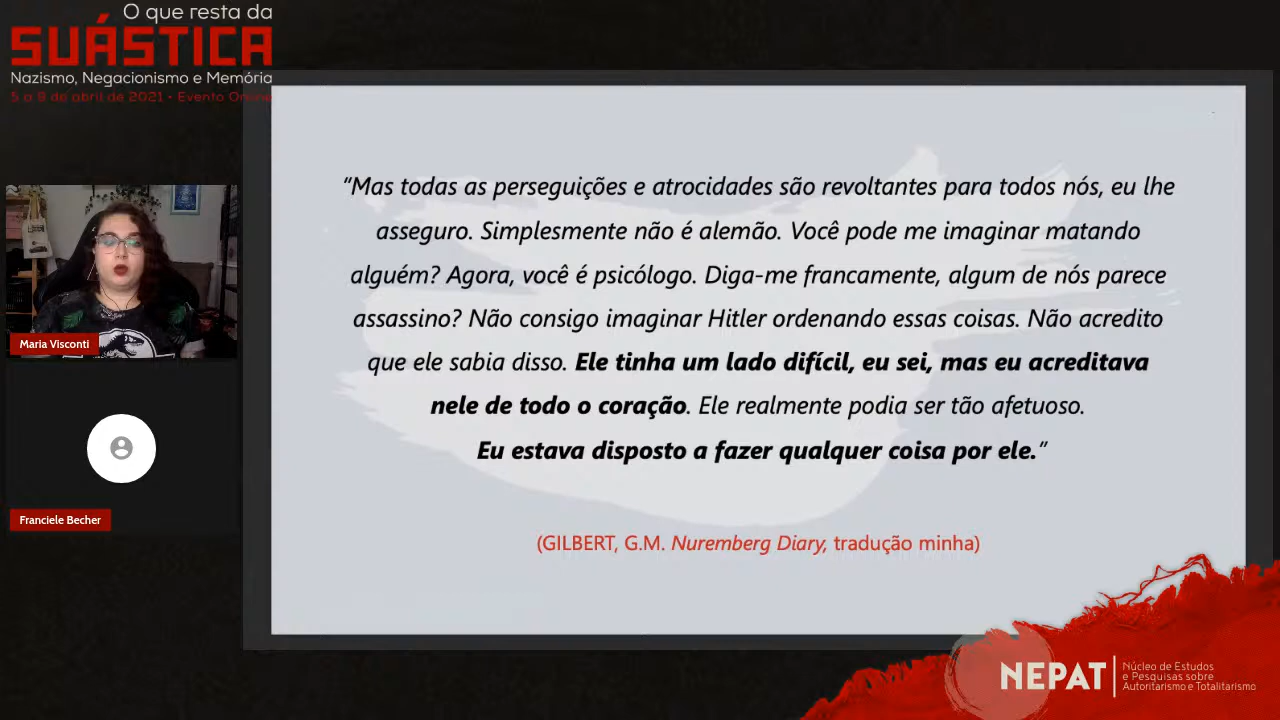 O que resta da
SUÁSTICA
Nazismo, Negacionismo e Memória
5 a 9 de abril de 2021 • Evento Online
"Mas todas as perseguições e atrocidades são revoltantes para todos nós, eu lhe
asseguro. Simplesmente não é alemão. Você pode me imaginar matando
alguém? Agora, você é psicólogo. Diga-me francamente, algum de nós parece
assassino? Não consigo imaginar Hitler ordenando essas coisas. Não acredito
que ele sabia disso. Ele tinha um lado difícil, eu sei, mas eu acreditava
nele de todo o coração. Ele realmente podia ser tão afetuoso.
Eu estava disposto a fazer qualquer coisa por ele."
(GILBERT, G.M. Nuremberg Diary, tradução minha)
Maria Visconti
Franciele Becher
NEPAT
Núcleo de Estudos
e Pesquisas sobre
Autoritarismo e Totalitarismo